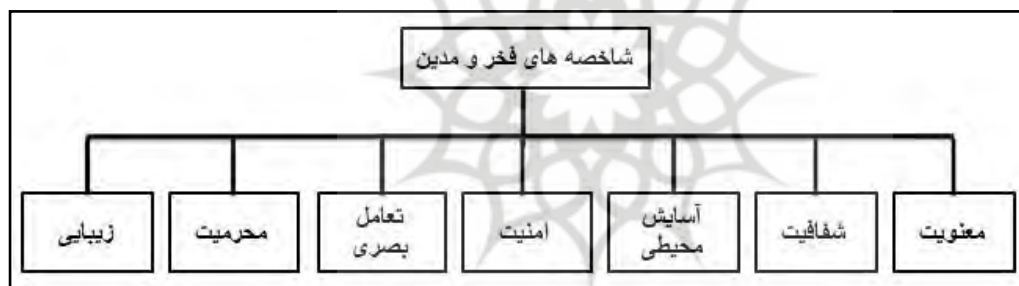 شاخصه های فخر و مدین
معنویت
شفافیت
آسایش
محیطی
امنیت
تعامل
بصری
محرمیت
زیبایی